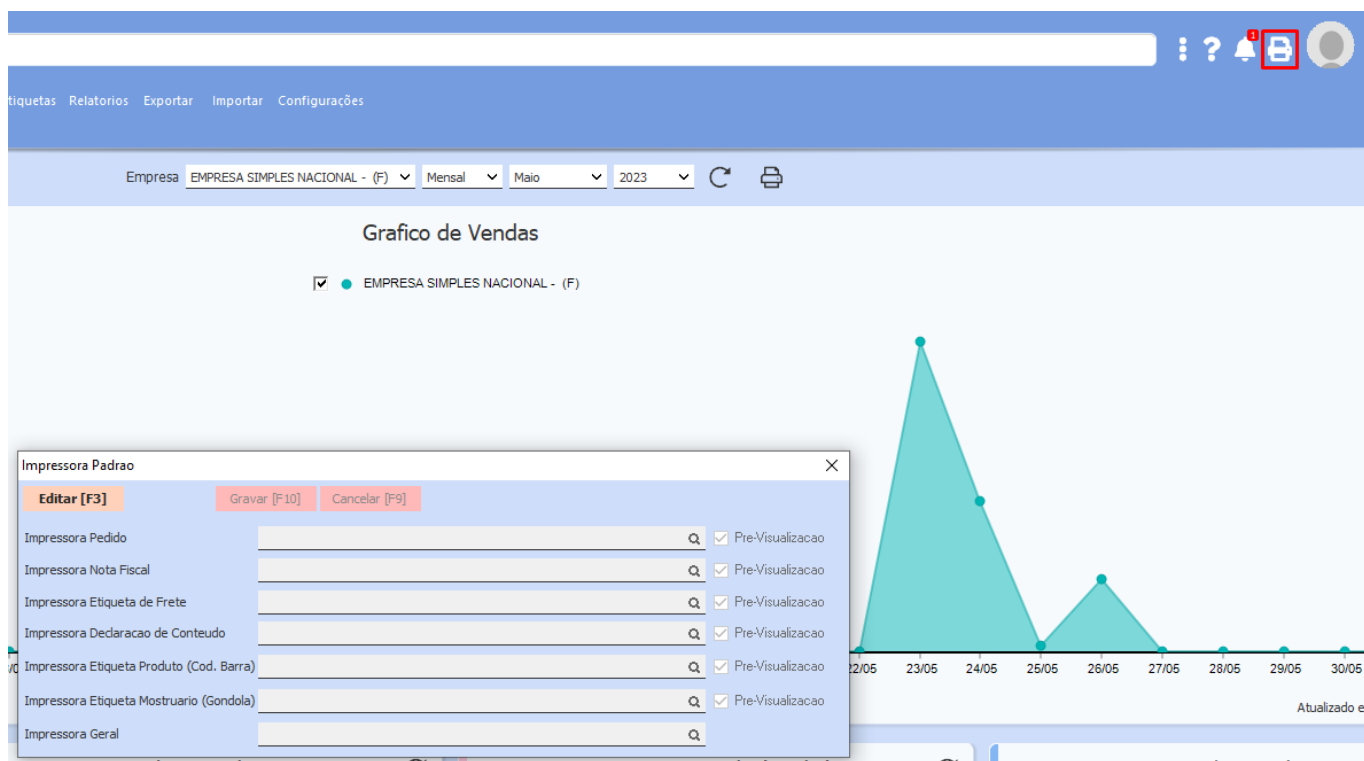 1
tiquetas Relatorios Exportar Importar Configurações
Empresa EMPRESA SIMPLES NACIONAL - (F) Mensal Maio 2023
Grafico de Vendas
EMPRESA SIMPLES NACIONAL - (F)
Impressora Padrao
Editar [F3] Gravar [F10] Cancelar [F9]
Impressora Pedido Pre-Visualizacao
Impressora Nota Fiscal Pre-Visualizacao
Impressora Etiqueta de Frete Pre-Visualizacao
Impressora Declaracao de Conteudo Pre-Visualizacao
Impressora Etiqueta Produto (Cod. Barra) Pre-Visualizacao
Impressora Etiqueta Mostruario (Gondola) Pre-Visualizacao
Impressora Geral
22/05 23/05 24/05 25/05 26/05 27/05 28/05 29/05 30/05
Atualizado e